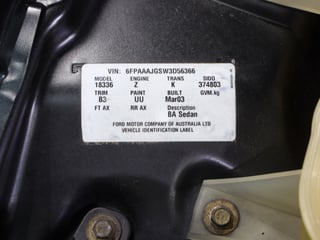 VIN: 6FPAAAJGSW3D56366
MODEL ENGINE TRANS SIDO
18336 Z K 374803
TRIM PAINT BUILT GVM.kg
B3 UU Mar03
FT AX RR AX Description
BA Sedan
FORD MOTOR COMPANY OF AUSTRALIA LTD
VEHICLE IDENTIFICATION LABEL